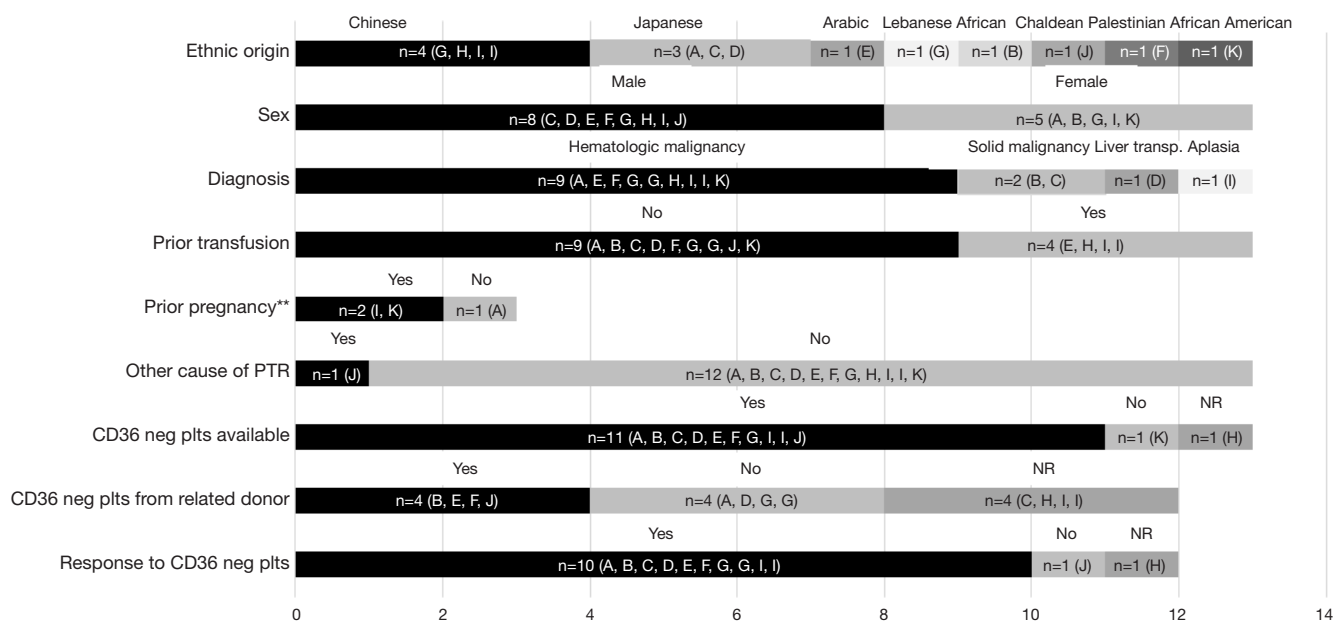 Chinese Japanese Arabic Lebanese African Chaldean Palestinian African American
Ethnic origin n=4 (G, H, I, I) n=3 (A, C, D) n= 1 (E) n=1 (G) n=1 (B) n=1 (J) n=1 (F) n=1 (K)
Male Female
Sex n=8 (C, D, E, F, G, H, I, J) n=5 (A, B, G, I, K)
Hematologic malignancy Solid malignancy Liver transp. Aplasia
Diagnosis n=9 (A, E, F, G, G, H, I, I, K) n=2 (B, C) n=1 (D) n=1 (I)
No Yes
Prior transfusion n=9 (A, B, C, D, F, G, G, J, K) n=4 (E, H, I, I)
Yes No
Prior pregnancy** n=2 (I, K) n=1 (A)
Yes No
Other cause of PTR n=1 (J) n=12 (A, B, C, D, E, F, G, H, I, I, K)
Yes No NR
CD36 neg plts available n=11 (A, B, C, D, E, F, G, I, I, J) n=1 (K) n=1 (H)
Yes No NR
CD36 neg plts from related donor n=4 (B, E, F, J) n=4 (A, D, G, G) n=4 (C, H, I, I)
Yes No NR
Response to CD36 neg plts n=10 (A, B, C, D, E, F, G, G, I, I) n=1 (J) n=1 (H)
0 2 4 6 8 10 12 14